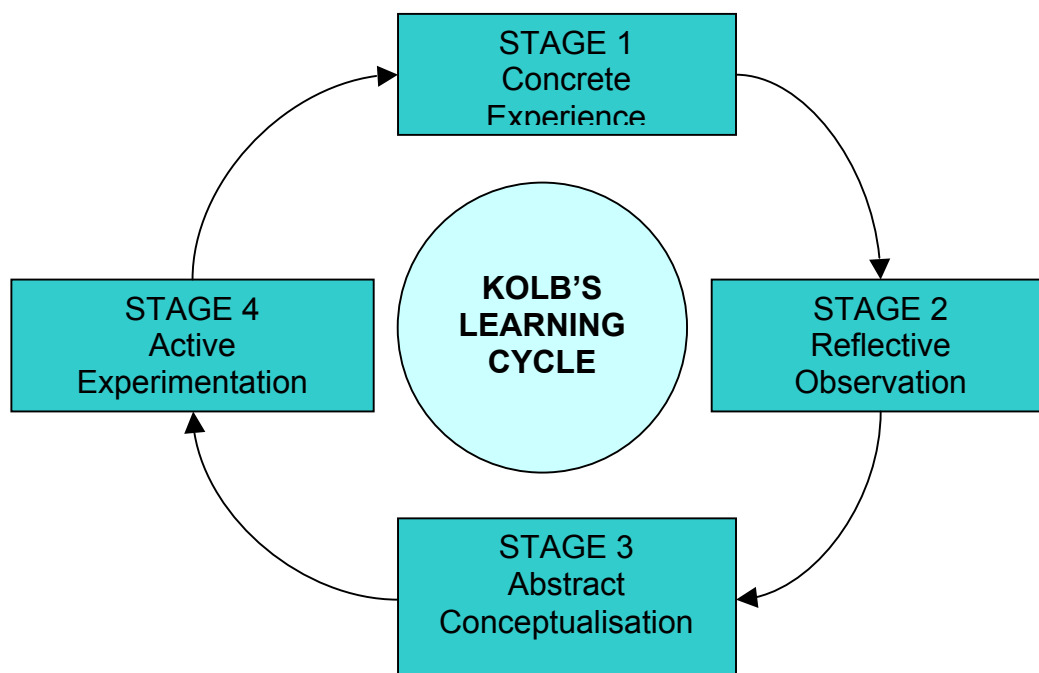 STAGE 1
Concrete
Experience
KOLB’S
LEARNING
CYCLE
STAGE 4
Active
Experimentation
STAGE 2
Reflective
Observation
STAGE 3
Abstract
Conceptualisation